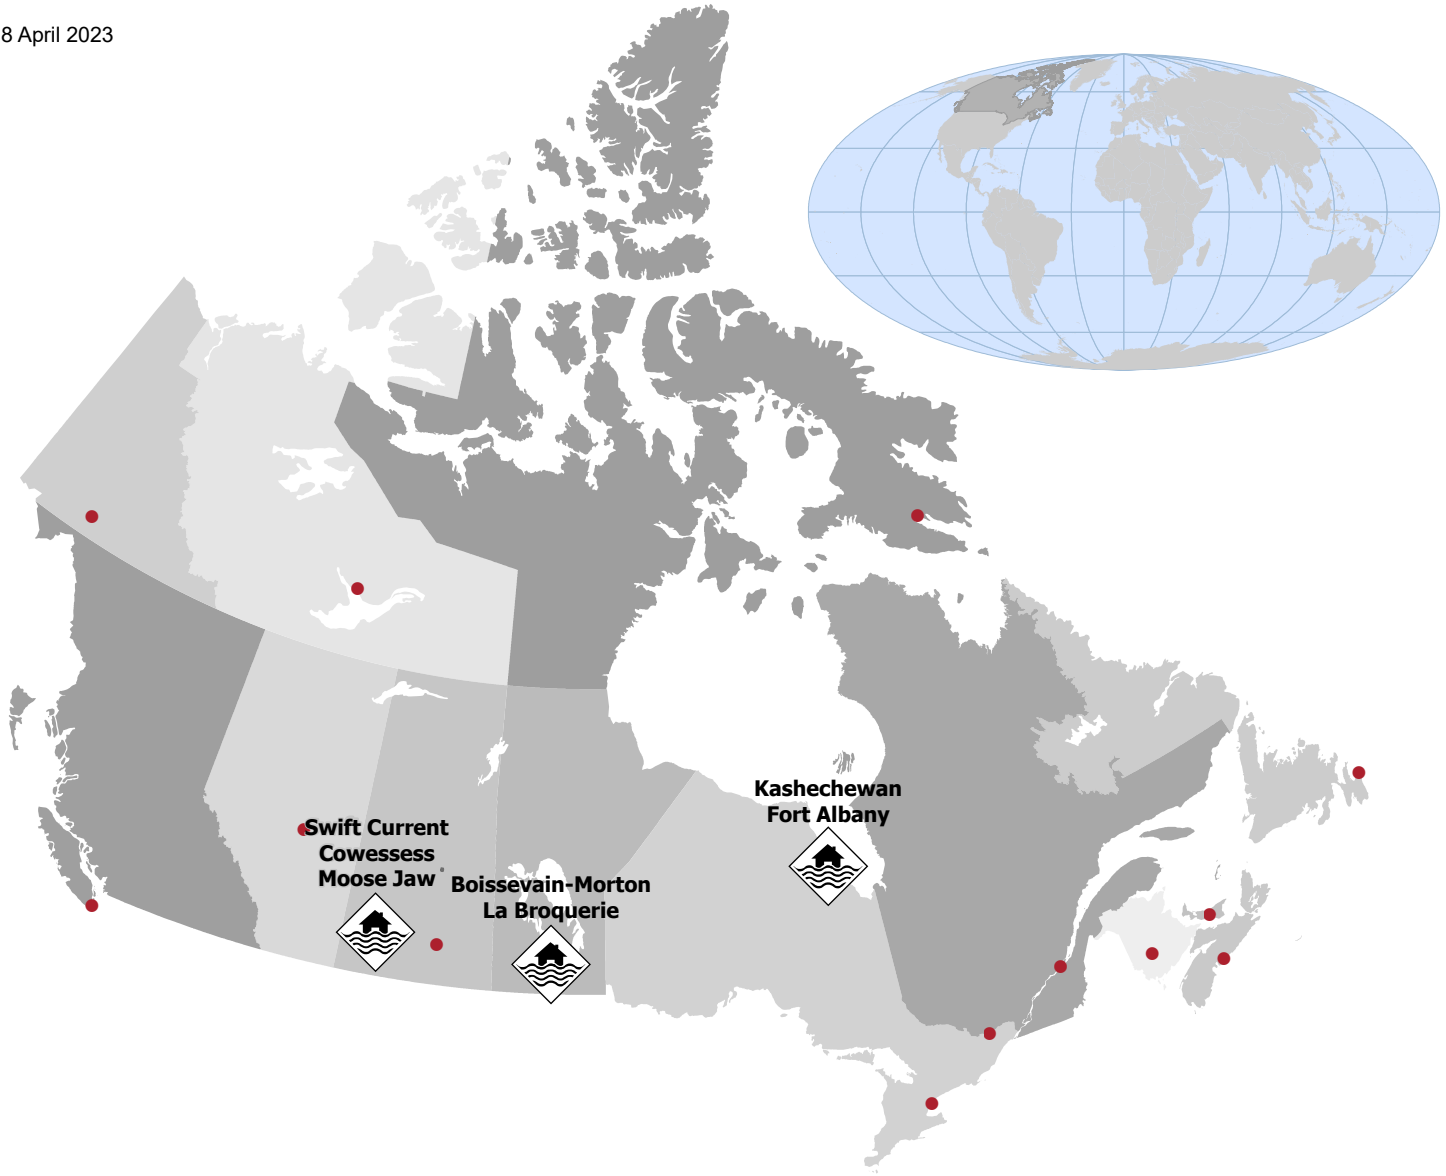 8 April 2023
Kashechewan
Fort Albany
Swift Current
Cowessess
Moose Jaw
Boissevain-Morton
La Broquerie